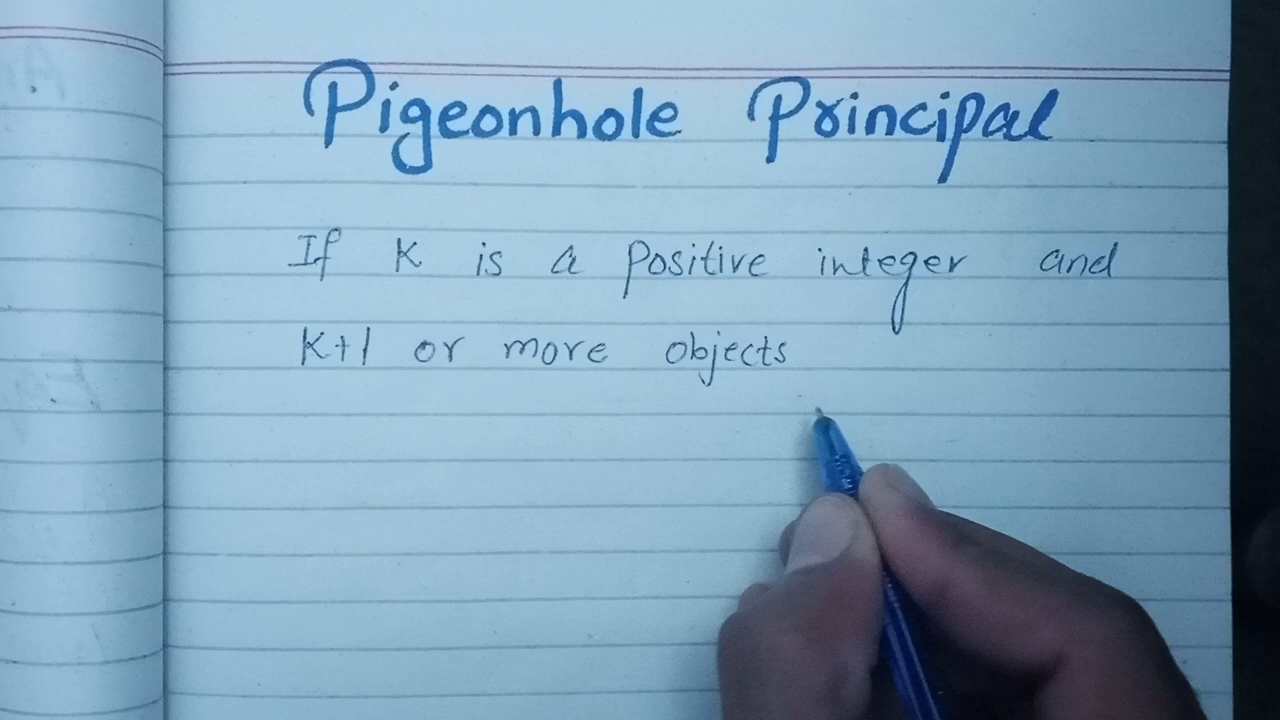 Pigeonhole Principal
If K is a positive integer and
K+1 or more objects